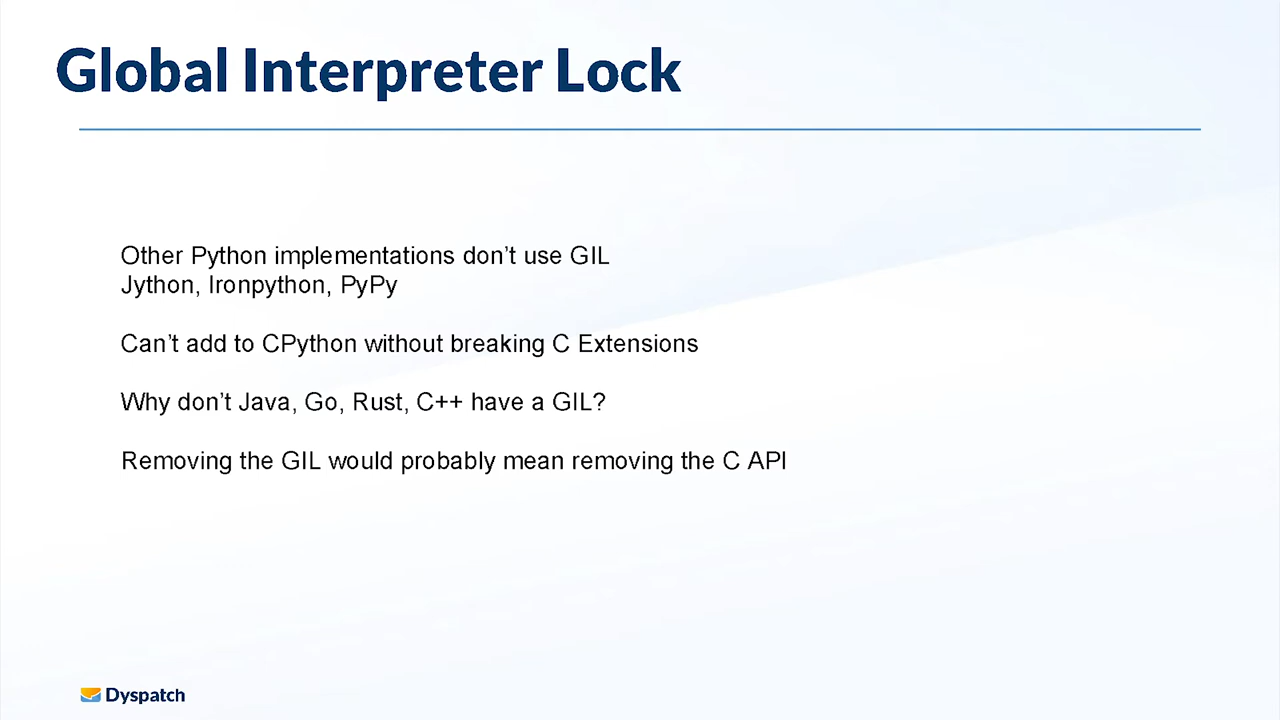 Global Interpreter Lock
Other Python implementations don’t use GIL
Jython, Ironpython, PyPy
Can’t add to CPython without breaking C Extensions
Why don’t Java, Go, Rust, C++ have a GIL?
Removing the GIL would probably mean removing the C API
Dyspatch